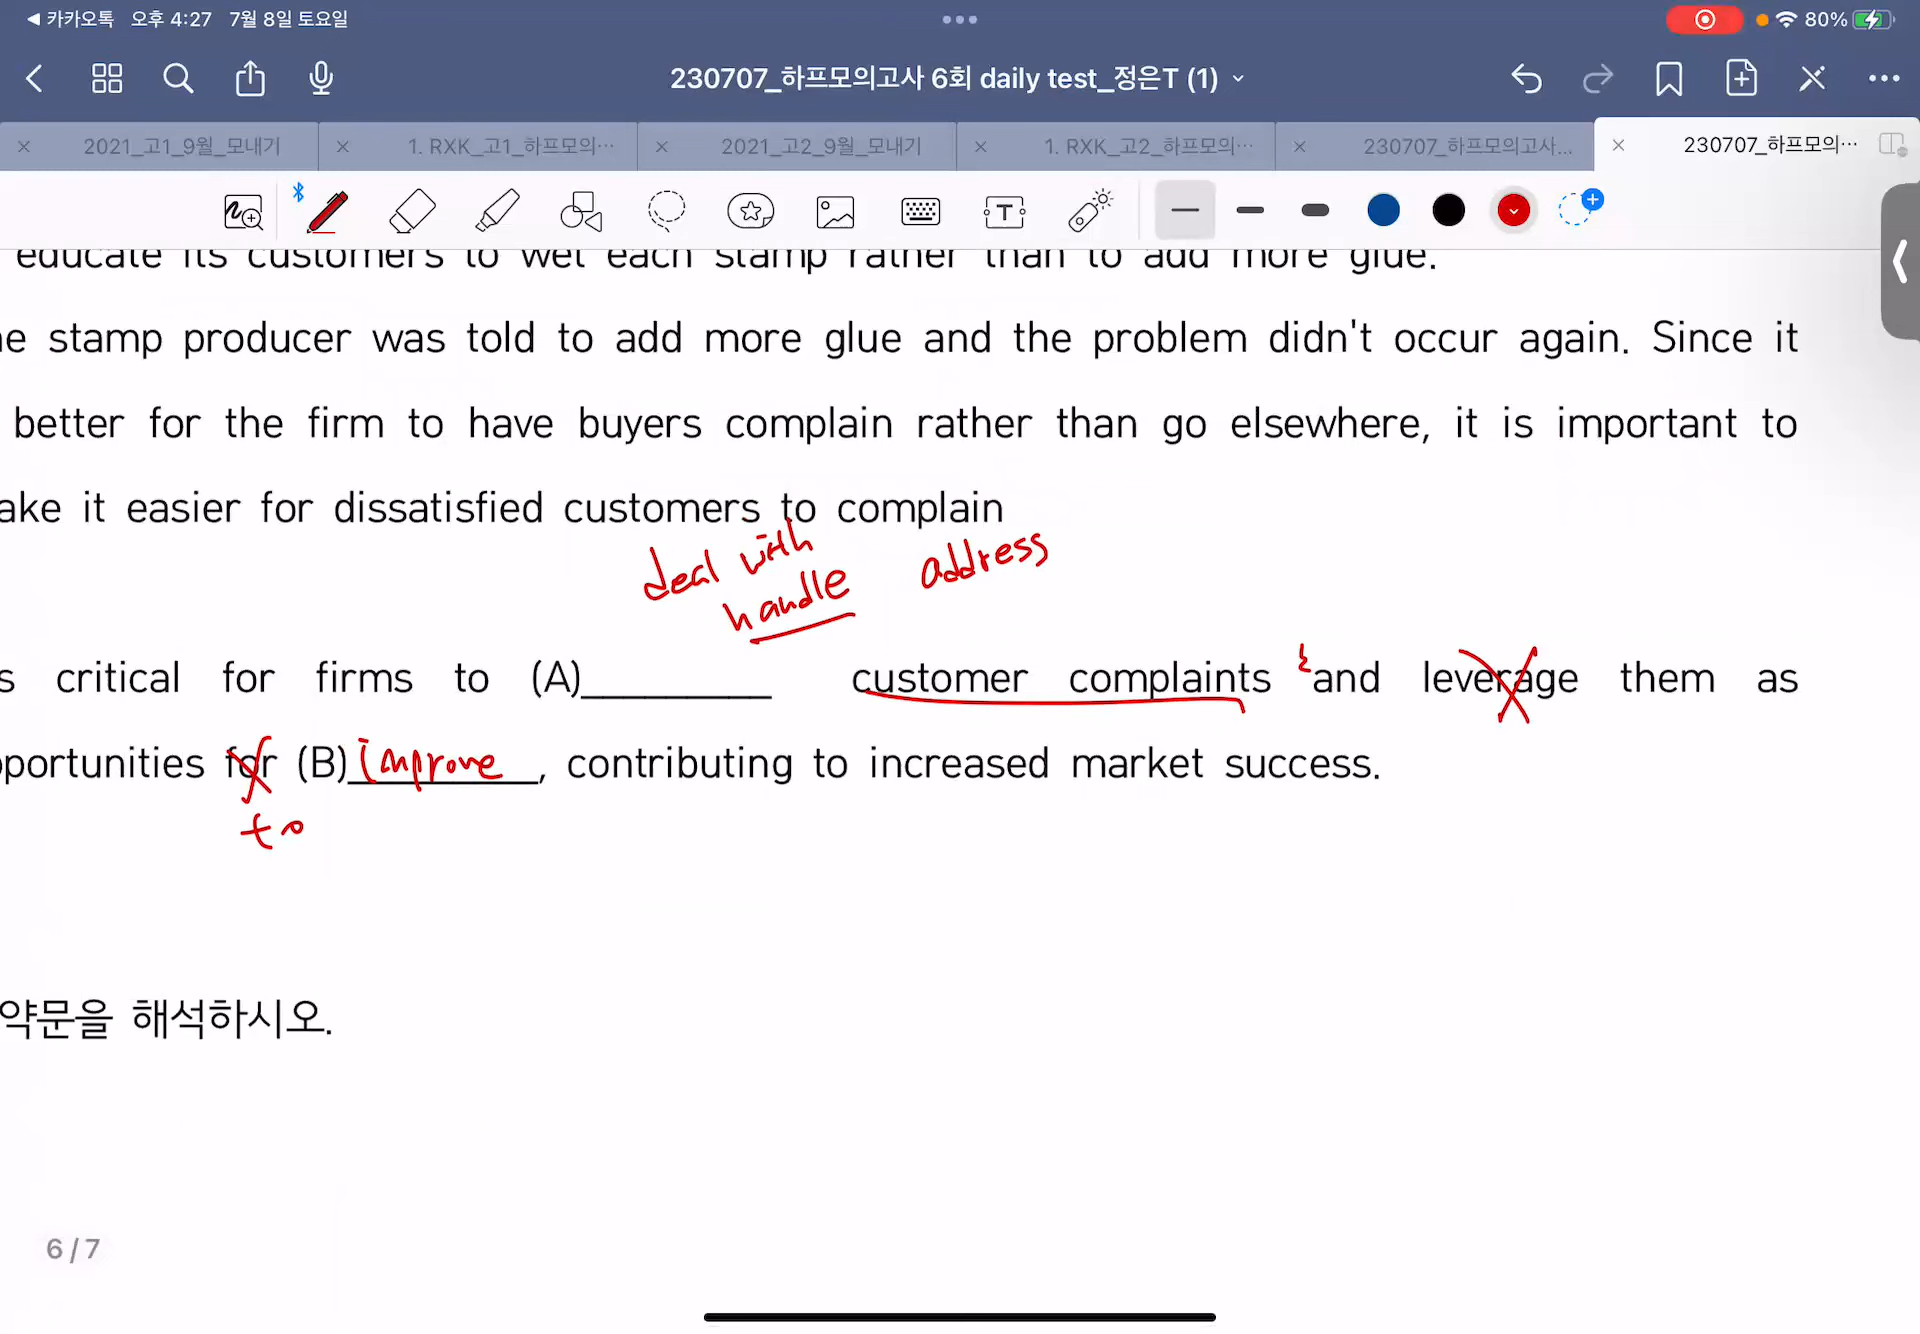 카카오톡 오후 4:27 7월 8일 토요일 80%
230707_하프모의고사 6회 daily test_정은T (1)
2021_고1_9월_모내기 1. RXK_고1_하프모의··· 2021_고2_9월_모내기 1. RXK_고2_하프모의··· 230707_하프모의고사... 230707_하프모의···
educate its customers to wet each stamp rather than to add more glue.
e stamp producer was told to add more glue and the problem didn't occur again. Since it
better for the firm to have buyers complain rather than go elsewhere, it is important to
ake it easier for dissatisfied customers to complain
deal with address
handle
s critical for firms to (A)_________ customer complaints and leverage them as
pportunities for (B) improve, contributing to increased market success.
to
약문을 해석하시오.
6 / 7